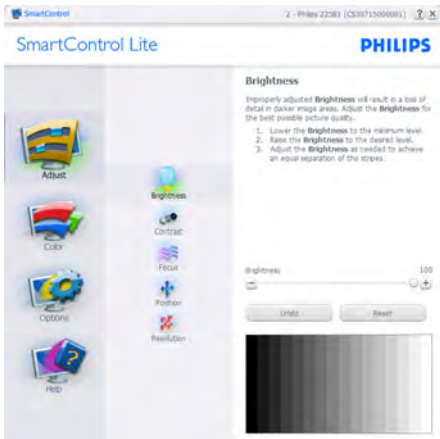 SmartControl
2 - Philips 225B1 (CS39715000001)
SmartControl Lite
PHILIPS
Adjust
Color
Options
Help
Brightness
Contrast
Focus
Position
Resolution
Brightness
Improperly adjusted Brightness will result in a loss of
detail in darker image areas. Adjust the Brightness for
the best possible picture quality.
1. Lower the Brightness to the minimum level.
2. Raise the Brightness to the desired level.
3. Adjust the Brightness as needed to achieve
an equal separation of the stripes.
Brightness 100
Undo
Reset